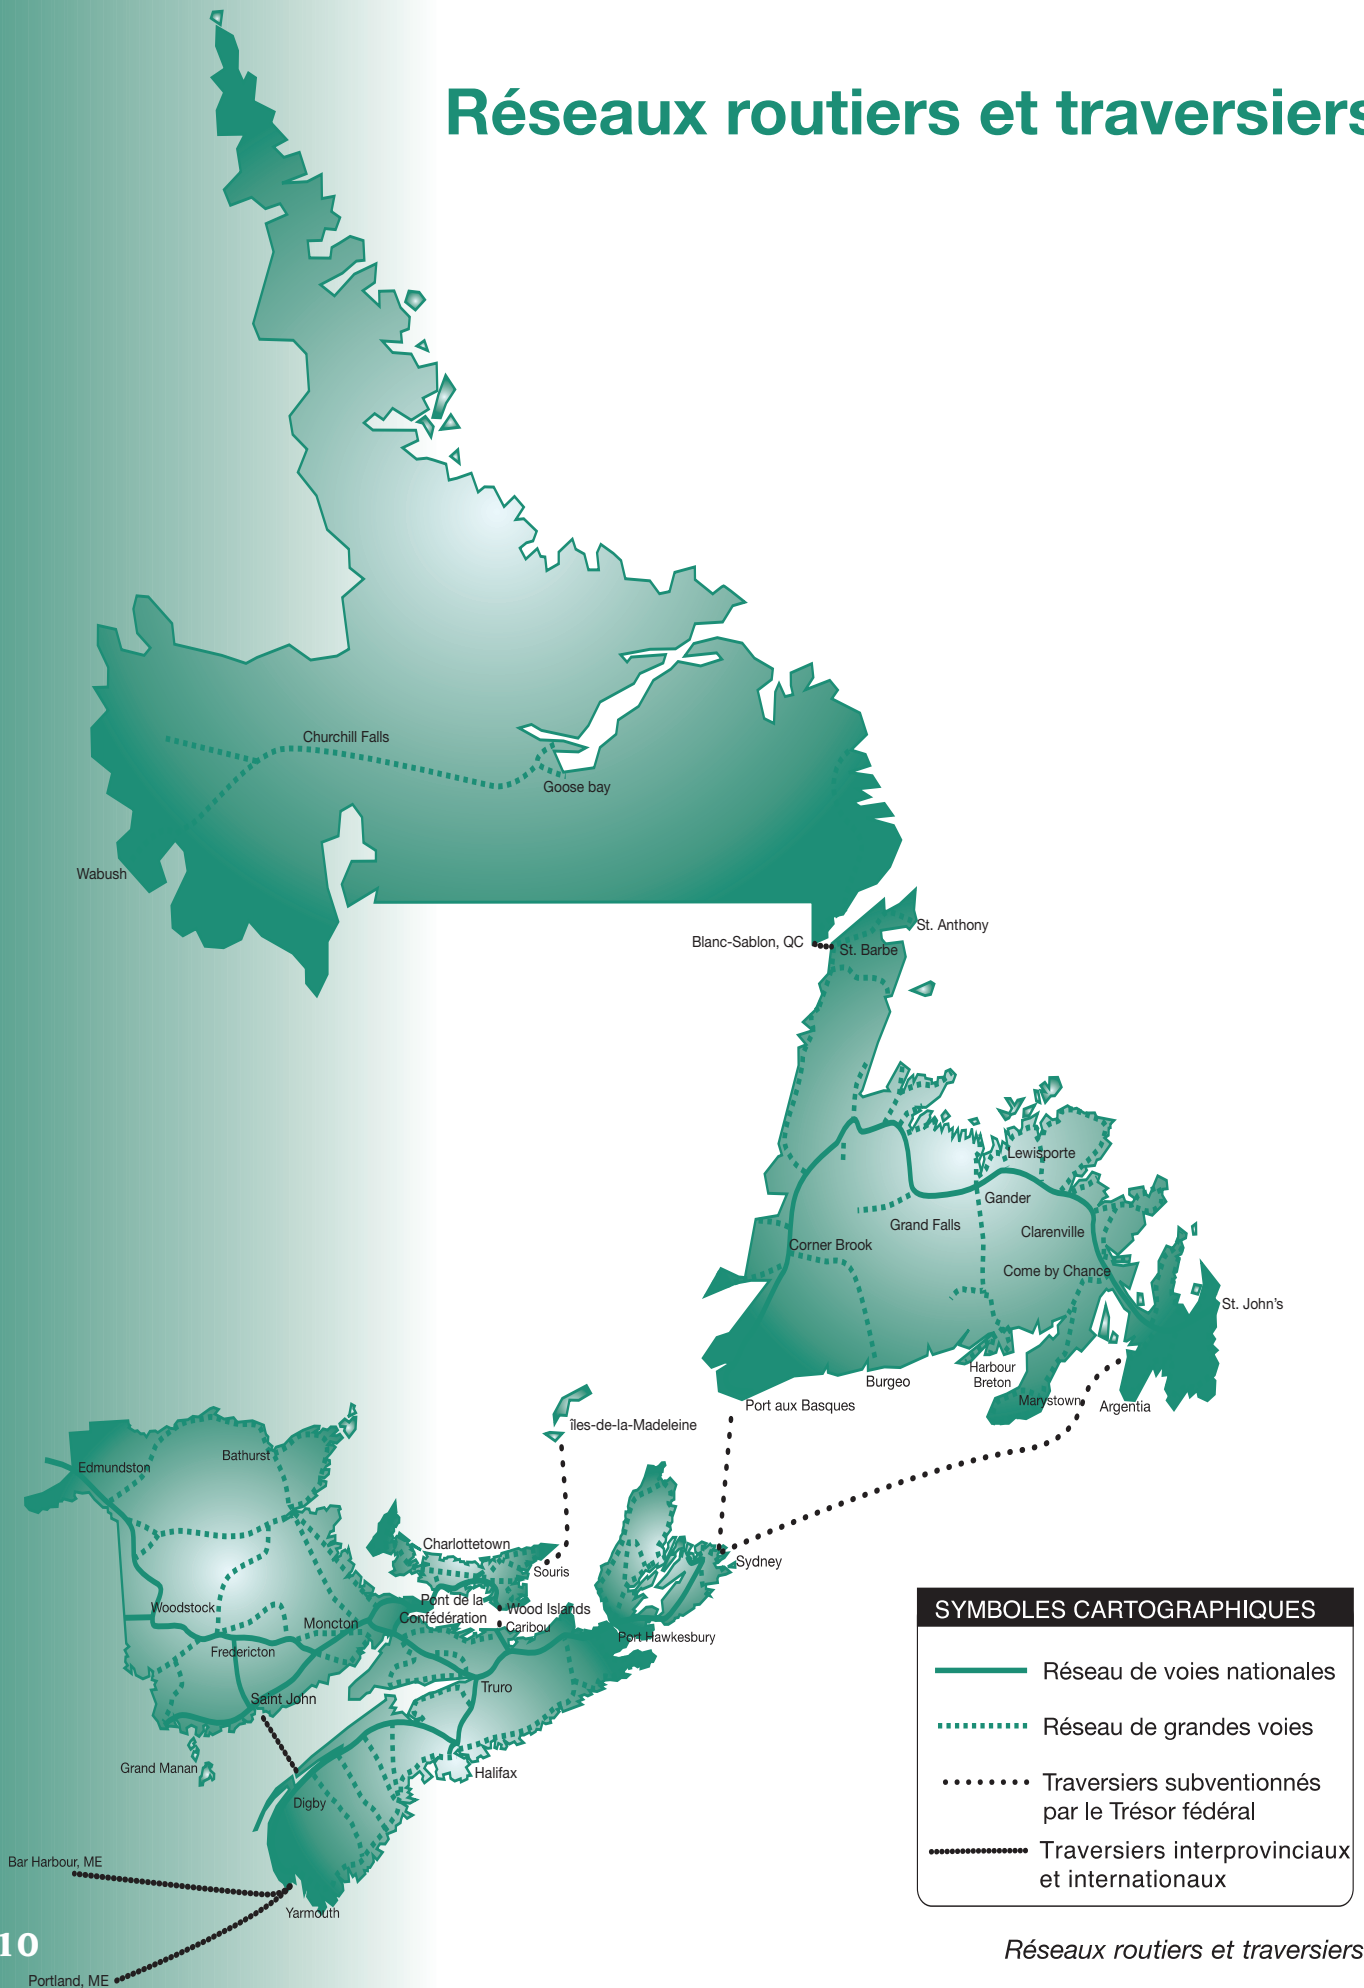 Réseaux routiers et traversiers
Churchill Falls
Goose bay
Wabush
St. Anthony
Blanc-Sablon, QC
St. Barbe
Lewisporte
Gander
Grand Falls
Clarenville
Corner Brook
Come by Chance
St. John's
Harbour
Breton
Burgeo
Marystown
Port aux Basques
Argentia
îles-de-la-Madeleine
Bathurst
Edmundston
Charlottetown
Sydney
Souris
Pont de la
Confédération
Woodstock
Wood Islands
Caribou
Moncton
Port Hawkesbury
Fredericton
Truro
Saint John
Grand Manan
Halifax
Digby
Bar Harbour, ME
Yarmouth
Portland, ME
SYMBOLES CARTOGRAPHIQUES
Réseau de voies nationales
Réseau de grandes voies
Traversiers subventionnés
par le Trésor fédéral
Traversiers interprovinciaux
et internationaux
10
Réseaux routiers et traversiers